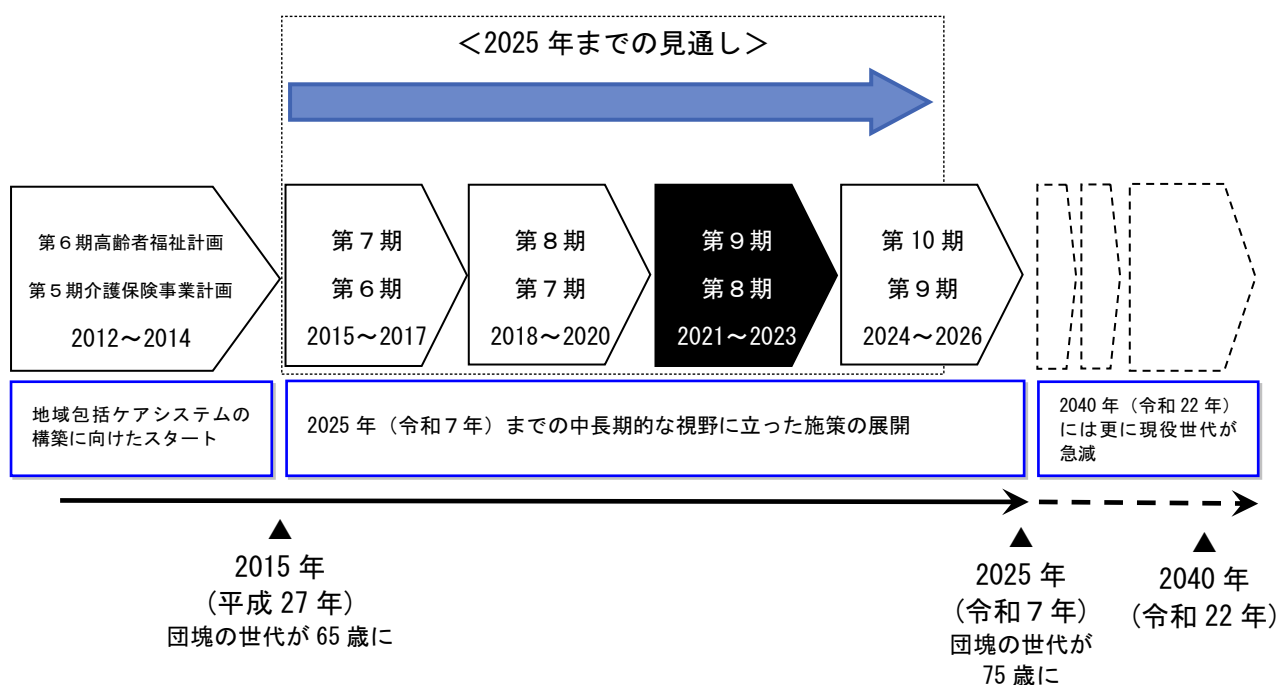 ＜2025 年までの見通し＞
第６期高齢者福祉計画
第５期介護保険事業計画
2012～2014
第７期
第６期
2015～2017
第８期
第７期
2018～2020
第９期
第８期
2021～2023
第 10 期
第９期
2024～2026
地域包括ケアシステムの
構築に向けたスタート
2025 年（令和７年）までの中長期的な視野に立った施策の展開
2040 年（令和 22 年）
には更に現役世代が
急減
2015 年
（平成 27 年）
団塊の世代が 65 歳に
2025 年
（令和７年）
団塊の世代が
75 歳に
2040 年
（令和 22 年）